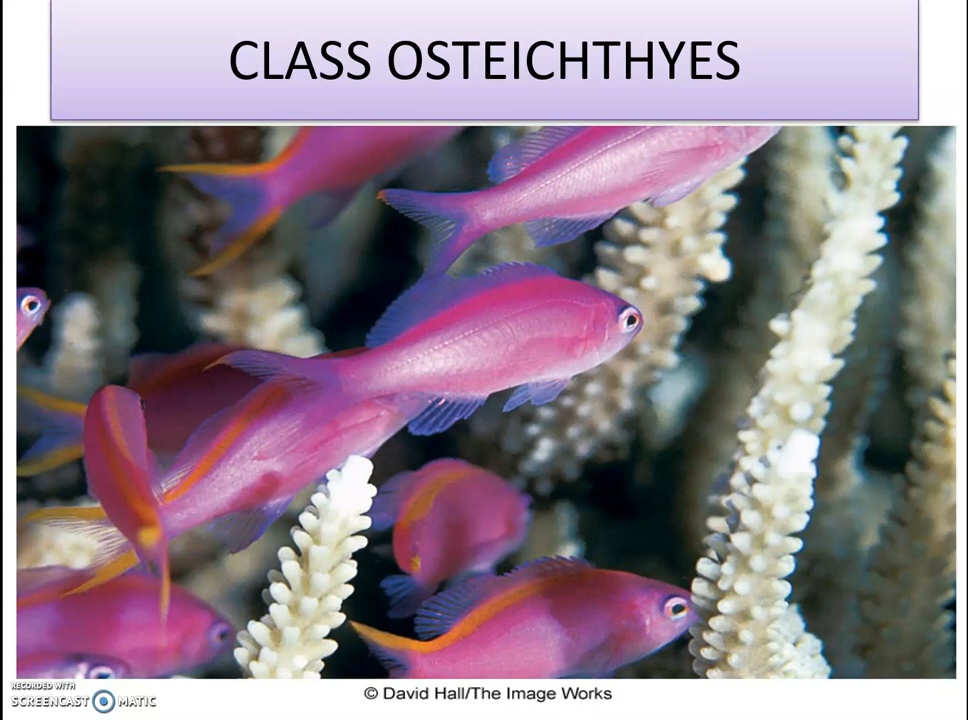 CLASS OSTEICHTHYES
RECORDED WITH
SCREENCAST MATIC
© David Hall/The Image Works